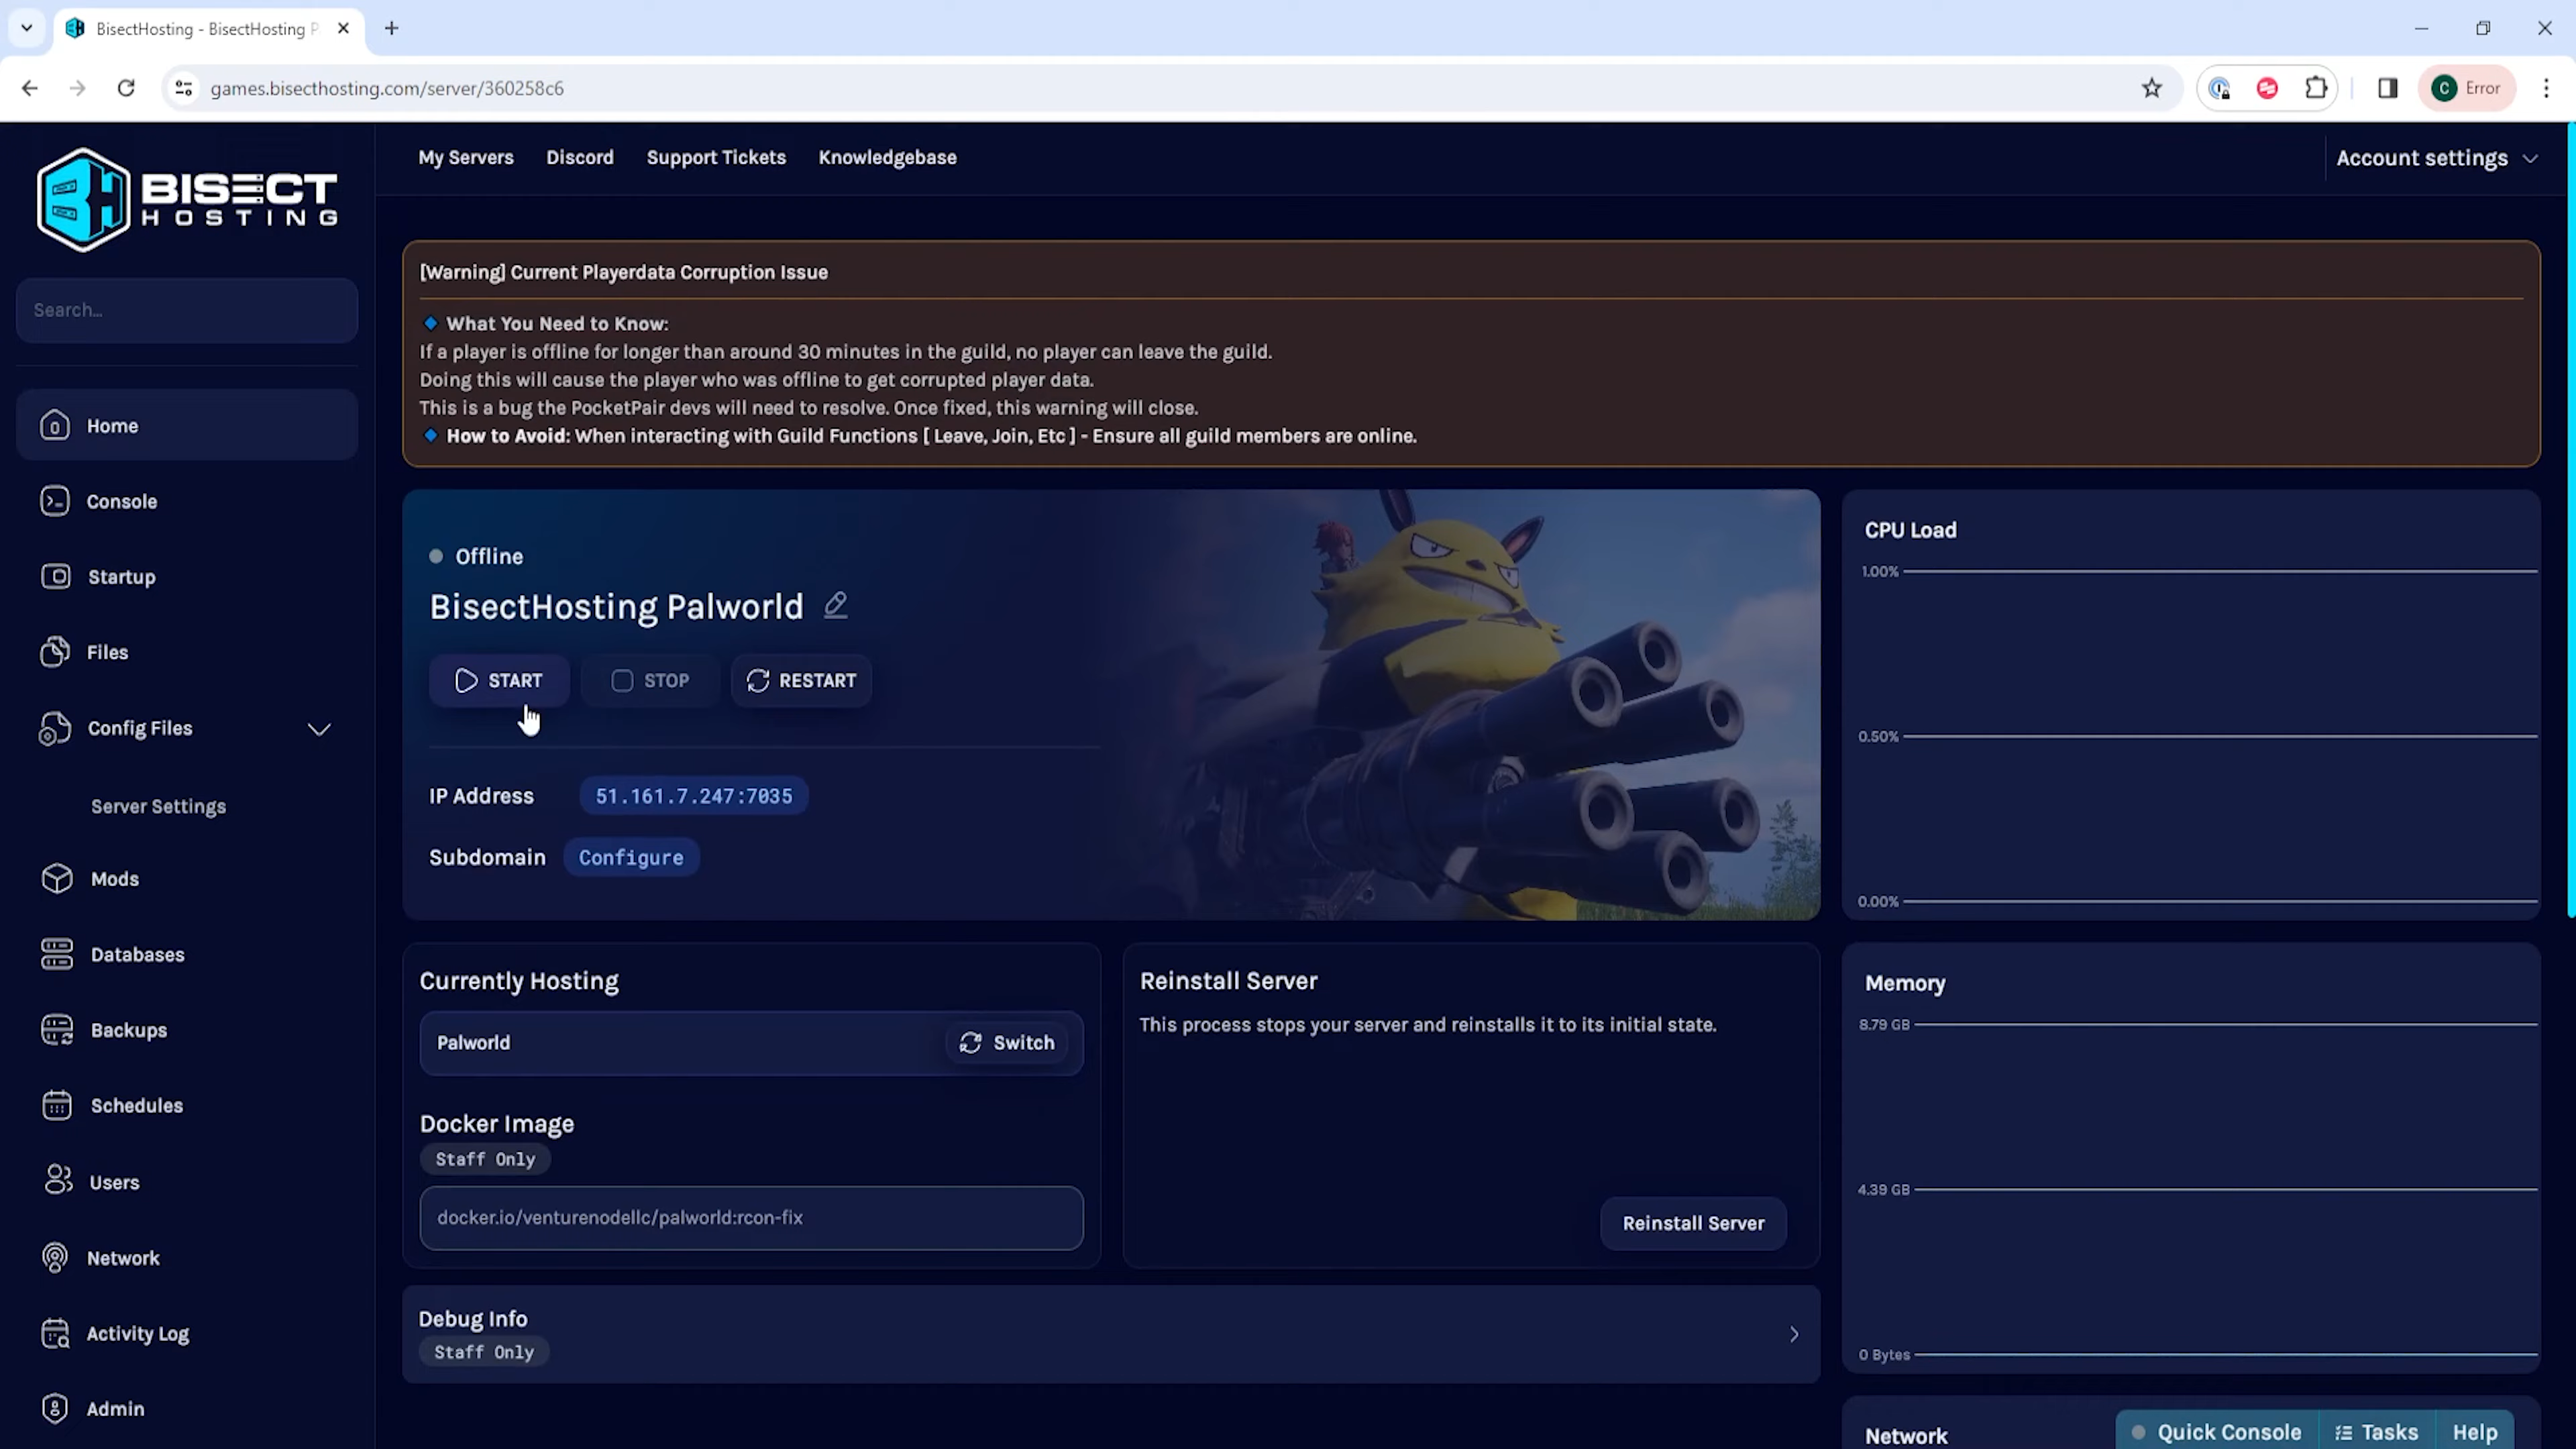 BisectHosting - BisectHosting P
games.bisecthosting.com/server/360258c6
C Error
BISECT
HOSTING
My Servers Discord Support Tickets Knowledgebase
Account settings
Search...
Home
Console
Startup
Files
Config Files
Server Settings
Mods
Databases
Backups
Schedules
Users
Network
Activity Log
Admin
[Warning] Current Playerdata Corruption Issue
What You Need to Know:
If a player is offline for longer than around 30 minutes in the guild, no player can leave the guild.
Doing this will cause the player who was offline to get corrupted player data.
This is a bug the PocketPair devs will need to resolve. Once fixed, this warning will close.
How to Avoid: When interacting with Guild Functions [ Leave, Join, Etc ] - Ensure all guild members are online.
Offline
BisectHosting Palworld
START STOP RESTART
IP Address 51.161.7.247:7035
Subdomain Configure
CPU Load
1.00%
0.50%
0.00%
Currently Hosting
Palworld Switch
Docker Image
Staff Only
docker.io/venturenodellc/palworld:rcon-fix
Reinstall Server
This process stops your server and reinstalls it to its initial state.
Reinstall Server
Memory
8.79 GB
4.39 GB
0 Bytes
Debug Info
Staff Only
Network
Quick Console Tasks Help